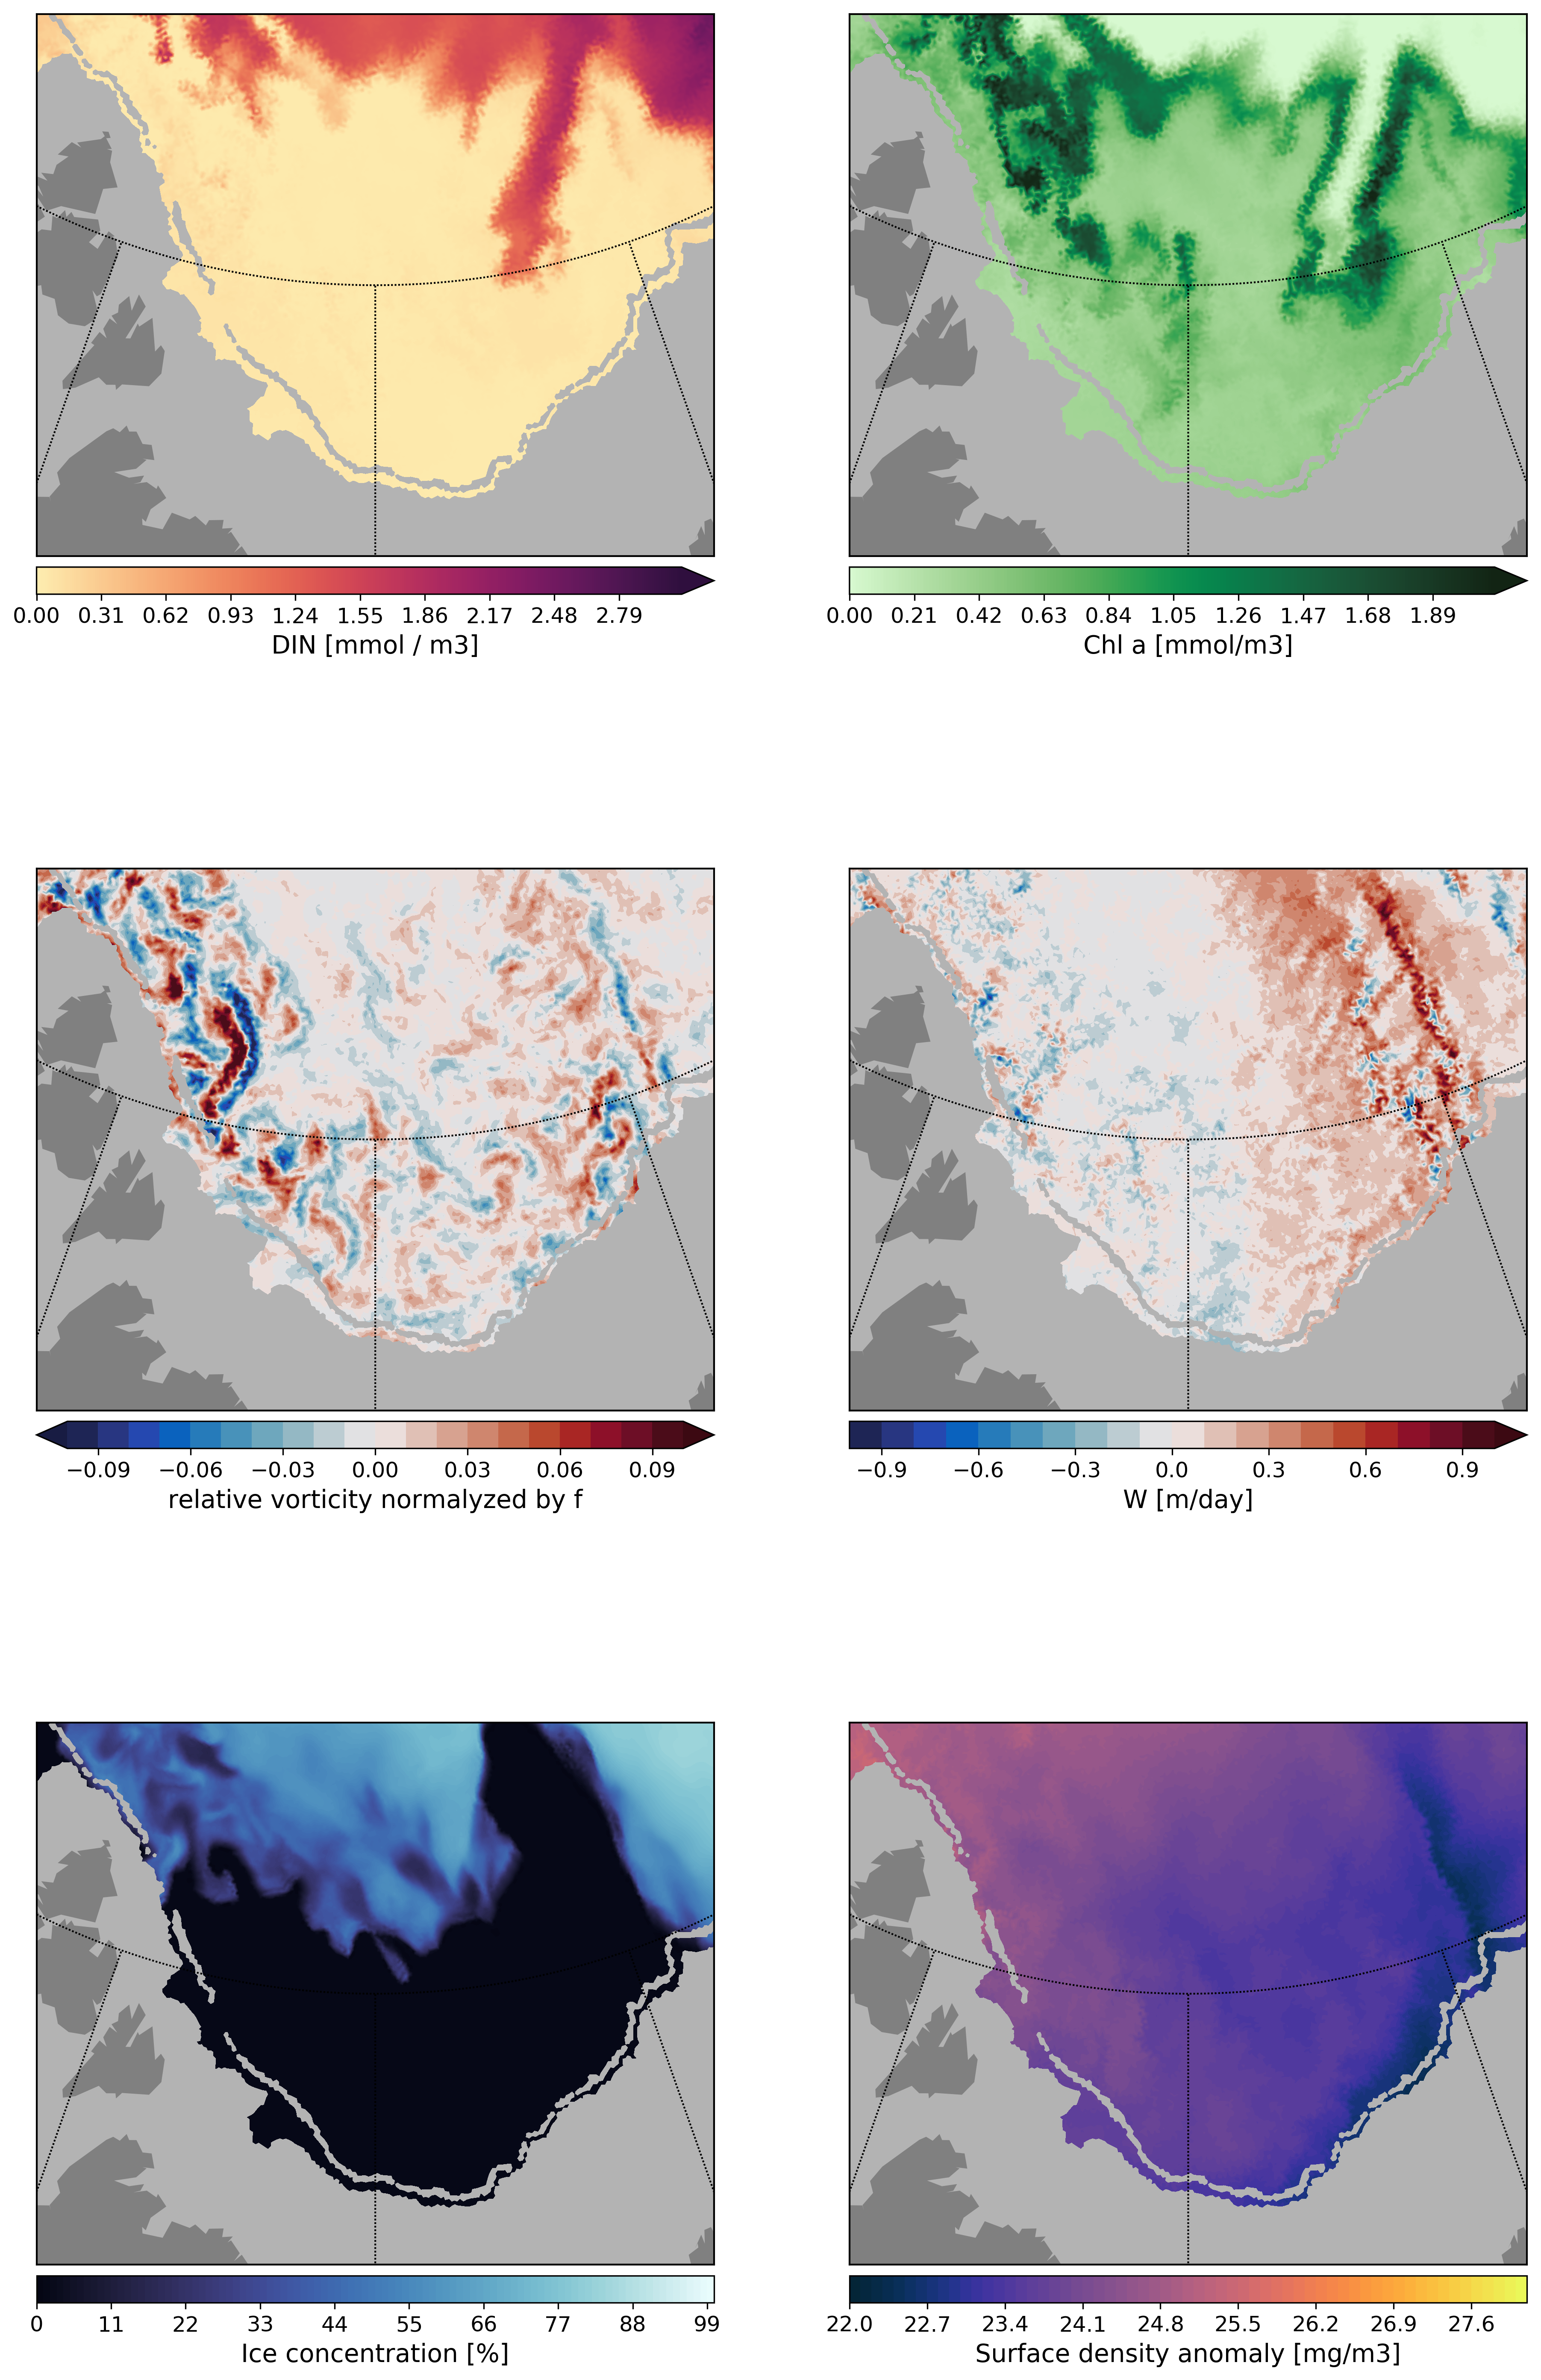 0.00 0.31 0.62 0.93 1.24 1.55 1.86 2.17 2.48 2.79
DIN [mmol / m3]
0.00 0.21 0.42 0.63 0.84 1.05 1.26 1.47 1.68 1.89
Chl a [mmol/m3]
−0.09 −0.06 −0.03 0.00 0.03 0.06 0.09
relative vorticity normalyzed by f
−0.9 −0.6 −0.3 0.0 0.3 0.6 0.9
W [m/day]
0 11 22 33 44 55 66 77 88 99
Ice concentration [%]
22.0 22.7 23.4 24.1 24.8 25.5 26.2 26.9 27.6
Surface density anomaly [mg/m3]